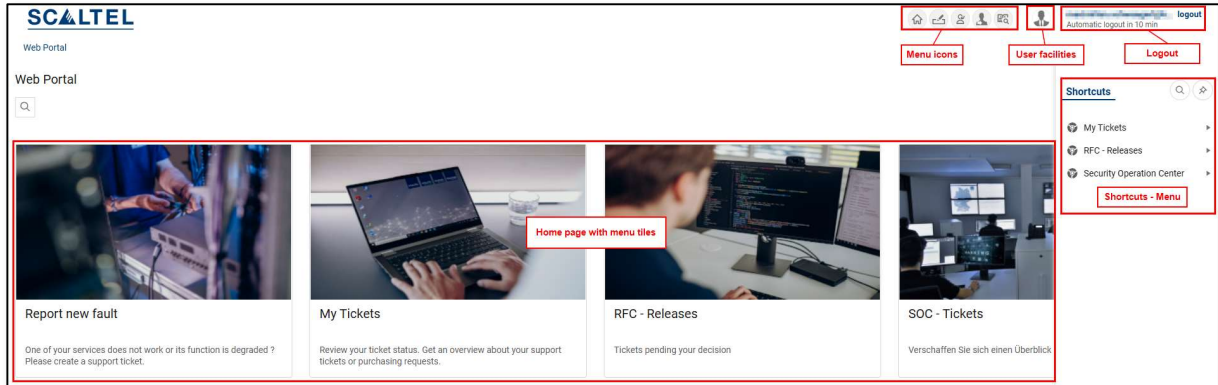 SCALTEL
logout
Automatic logout in 10 min
Web Portal
Menu icons
User facilities
Logout
Web Portal
Shortcuts
My Tickets
RFC - Releases
Security Operation Center
Shortcuts - Menu
Home page with menu tiles
Report new fault
One of your services does not work or its function is degraded ?
Please create a support ticket.
My Tickets
Review your ticket status. Get an overview about your support
tickets or purchasing requests.
RFC - Releases
Tickets pending your decision
SOC - Tickets
Verschaffen Sie sich einen Überblick